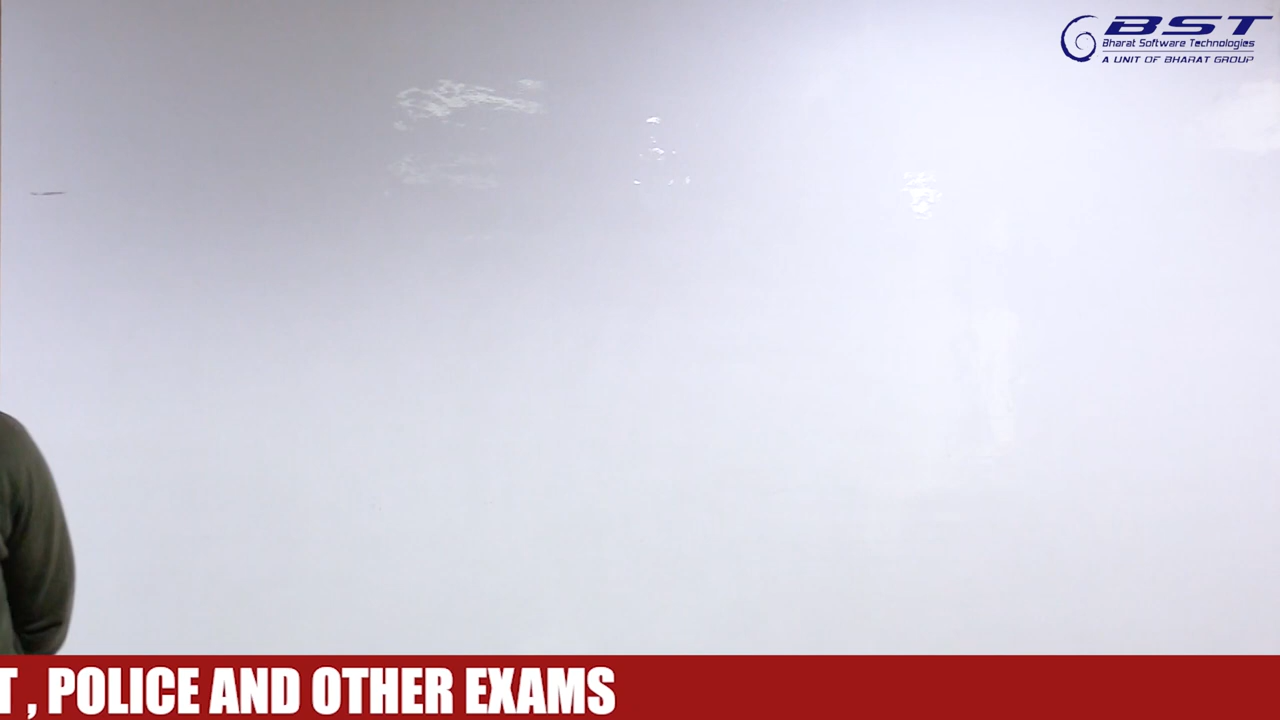 BST
Bharat Software Technologies
A UNIT OF BHARAT GROUP
T , POLICE AND OTHER EXAMS